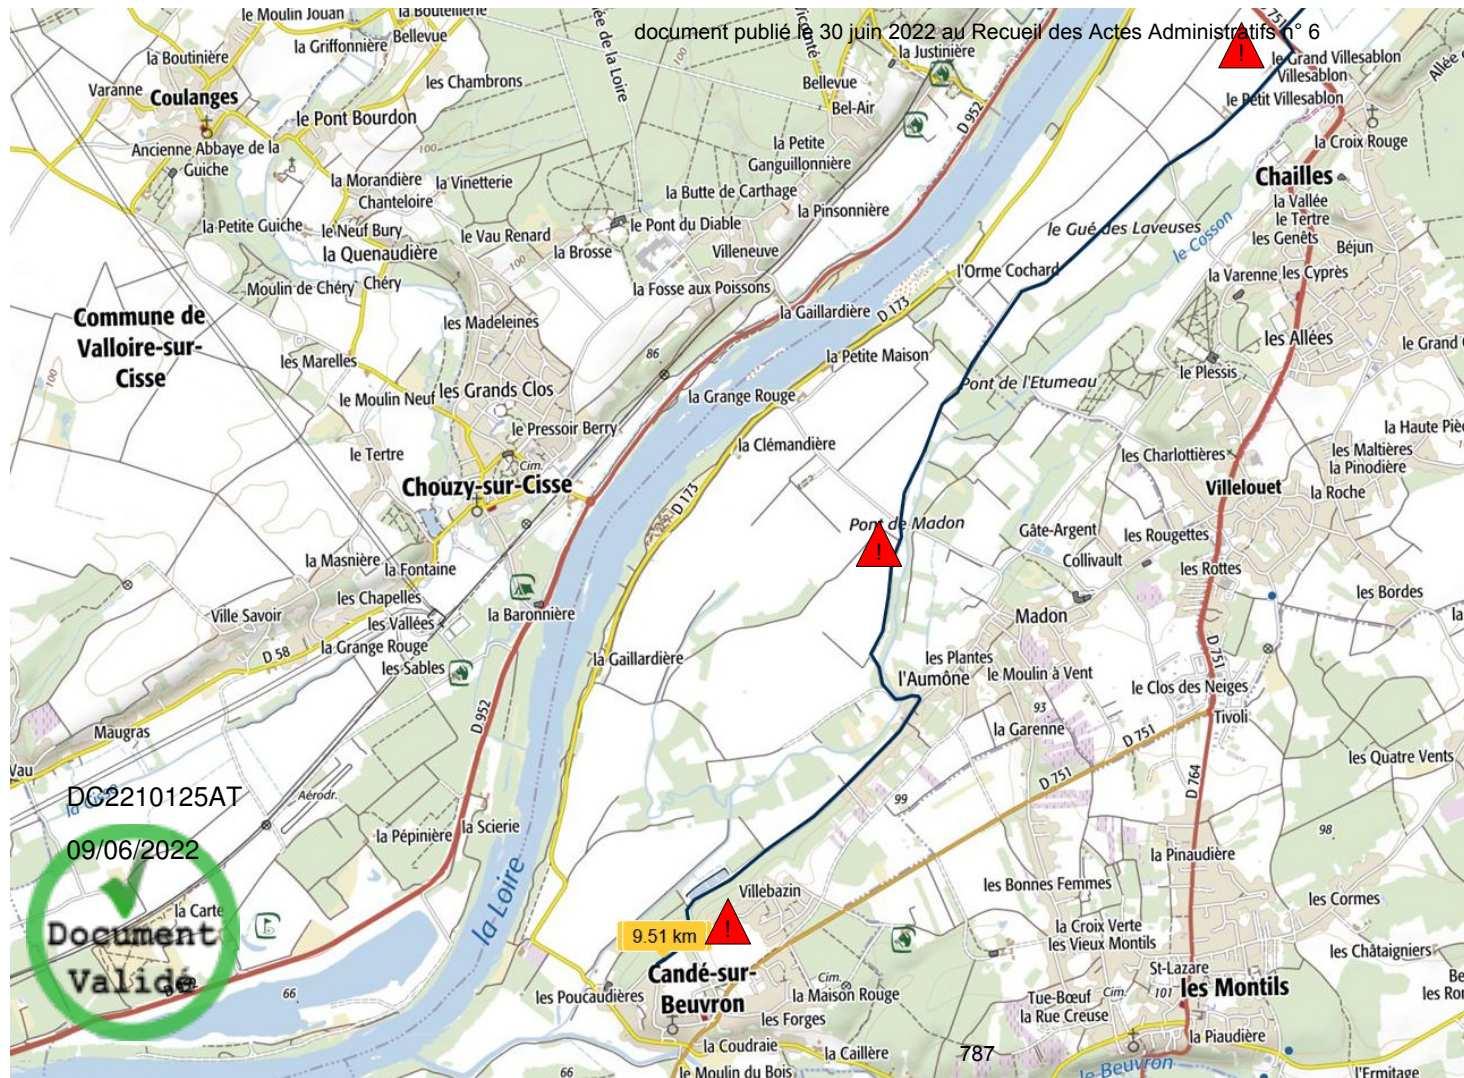 le Moulin Jouan
la Bouteillerie
document publié le 30 juin 2022 au Recueil des Actes Administratifs n° 6
la Griffonnière
Bellevue
la Justinière
le Grand Villesablon
Villesablon
la Boutinière
les Chambrons
Bellevue
Varanne
Coulanges
Bel-Air
D 952
D 751
le Petit Villesablon
le Pont Bourdon
la Croix Rouge
Ancienne Abbaye de la
Guiche
100
la Petite
Ganguillonnière
Chailles
la Morandière
la Vinetterie
la Butte de Carthage
la Vallée
Chanteloire
la Pinsonnière
le Tertre
la Petite Guiche
le Neuf Bury
le Vau Renard
le Pont du Diable
le Gué des Laveuses
le Cosson
les Genêts
Béjun
la Quenaudière
la Brosse
Villeneuve
100
l'Orme Cochard
la Varenne
les Cyprès
Moulin de Chéry
Chéry
la Fosse aux Poissons
Commune de
Valloire-sur-
Cisse
les Madeleines
la Gaillardière
D 173
les Allées
les Marelles
86
la Petite Maison
le Plessis
100
le Moulin Neuf
les Grands Clos
la Grange Rouge
Pont de l'Etumeau
le Pressoir Berry
la Clémandière
les Charlottières
les Maltières
la Pinodière
le Tertre
Cim.
Chouzy-sur-Cisse
D 173
Villelouet
la Roche
Pont de Madon
Gâte-Argent
les Rougettes
la Masnière
la Fontaine
Collivault
les Rottes
les Chapelles
les Bordes
Ville Savoir
les Vallées
la Baronnière
Madon
D 58
la Grange Rouge
les Sables
la Gaillardière
les Plantes
l'Aumône
le Moulin à Vent
D 751
le Clos des Neiges
D 952
93
Tivoli
Maugras
la Garenne
D 751
les Quatre Vents
D 751
D 764
DC2210125AT
Aérodr.
99
98
la Pépinière
la Scierie
09/06/2022
la Pinaudière
la Loire
Villebazin
les Bonnes Femmes
les Cormes
la Carte
Document
Validé
9.51 km
la Croix Verte
les Vieux Montils
les Châtaigniers
66
les Poucaudières
Candé-sur-
Beuvron
Cim.
la Maison Rouge
St-Lazare
Cim.
101
les Montils
Tue-Bœuf
la Rue Creuse
les Forges
la Piaudière
la Coudraie
la Caillère
787
66
le Moulin du Bois
le Beuvron
l'Ermitage